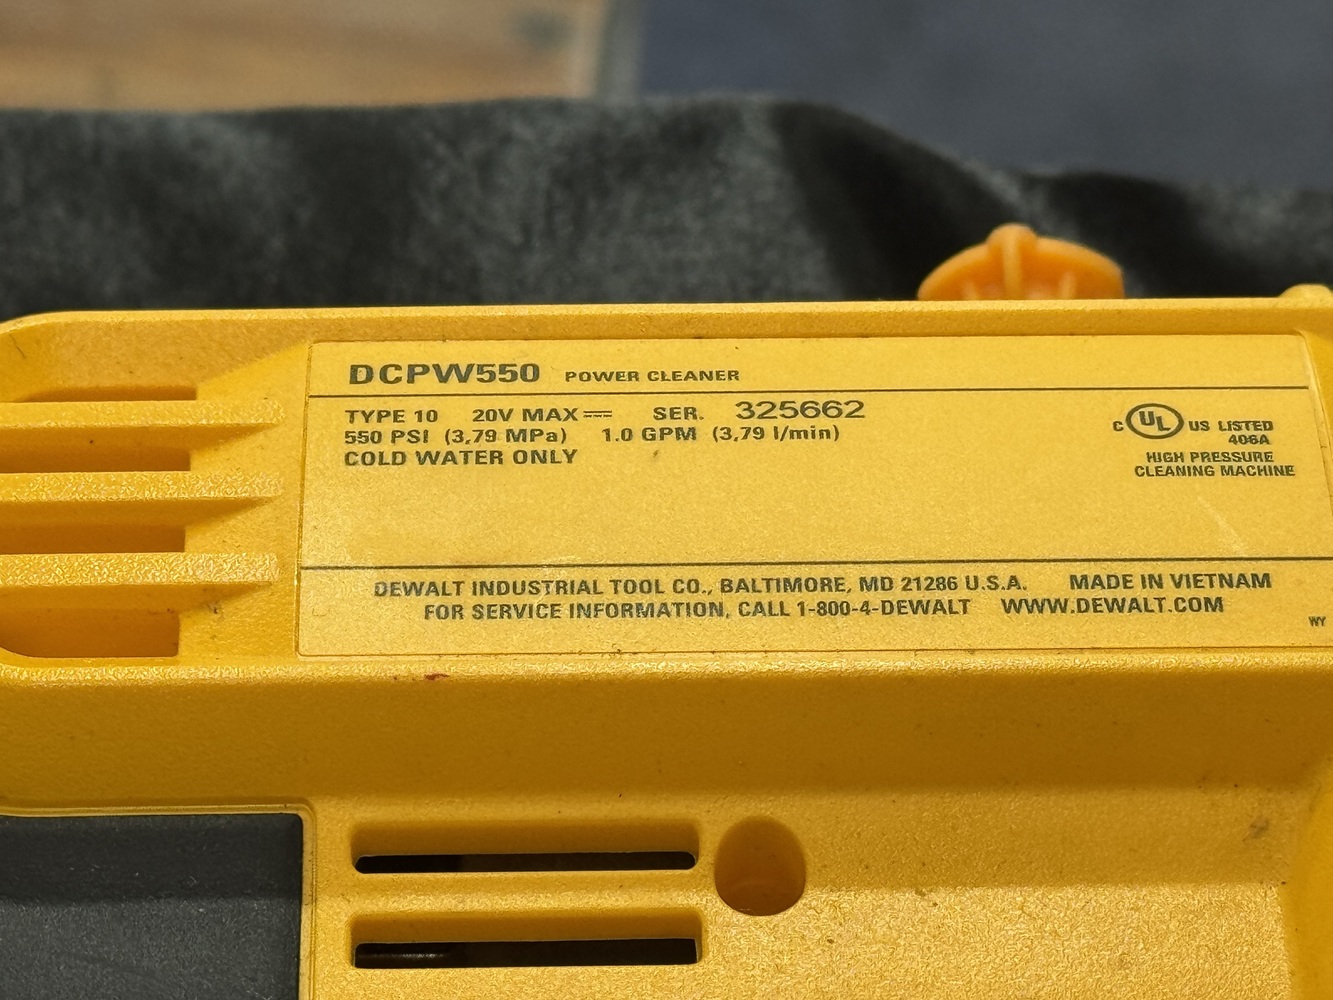 DCPW550 POWER CLEANER
TYPE 10 20V MAX SER. 325662
550 PSI (3,79 MPa) 1.0 GPM (3,79 l/min)
COLD WATER ONLY
C UL US LISTED
406A
HIGH PRESSURE
CLEANING MACHINE
DEWALT INDUSTRIAL TOOL CO., BALTIMORE, MD 21286 U.S.A. MADE IN VIETNAM
FOR SERVICE INFORMATION, CALL 1-800-4-DEWALT WWW.DEWALT.COM
WY